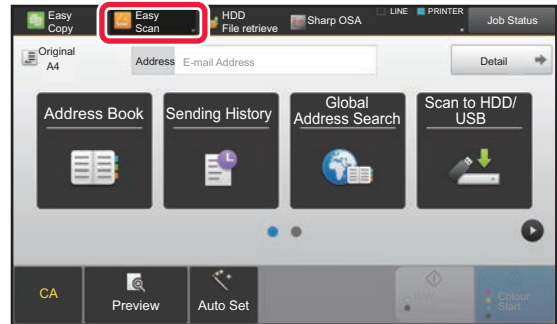 Easy
Copy
Easy
Scan
HDD
File retrieve
Sharp OSA
LINE
PRINTER
Job Status
Original
A4
Address
E-mail Address
Detail
Address Book
Sending History
Global
Address Search
Scan to HDD/
USB
CA
Preview
Auto Set
Colour
Start